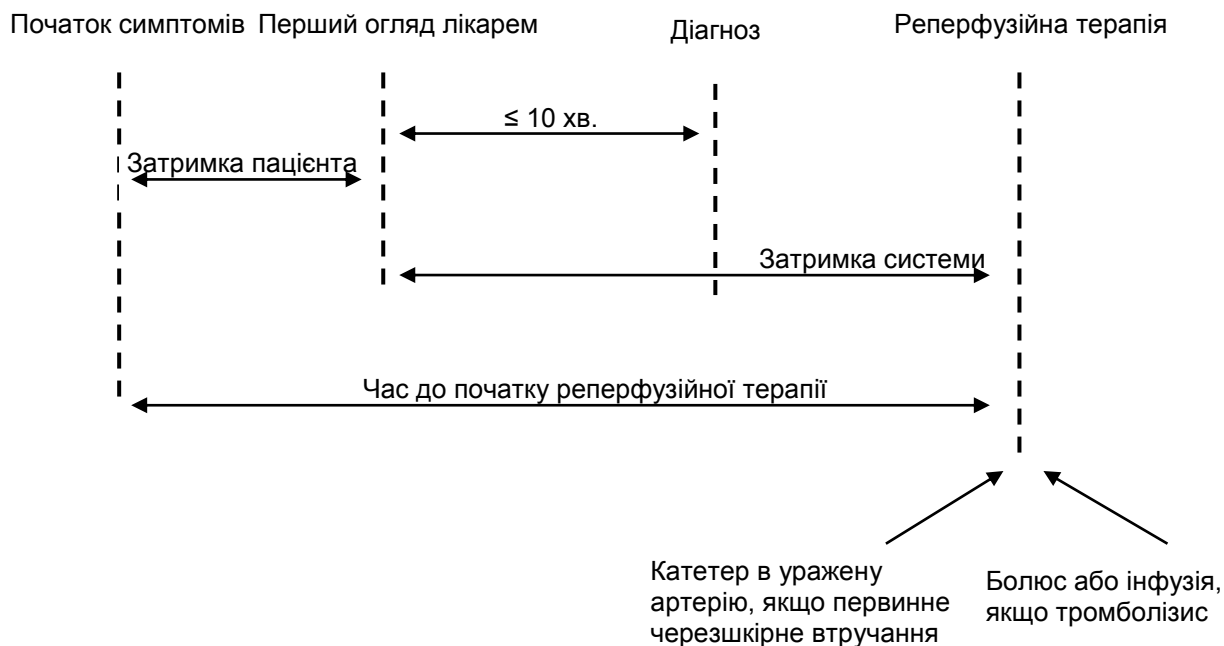 Початок симптомів Перший огляд лікарем Діагноз Реперфузійна терапія
≤ 10 хв.
Затримка пацієнта
Затримка системи
Час до початку реперфузійної терапії
Катетер в уражену
артерію, якщо первинне
черезшкірне втручання
Болюс або інфузія,
якщо тромболізис